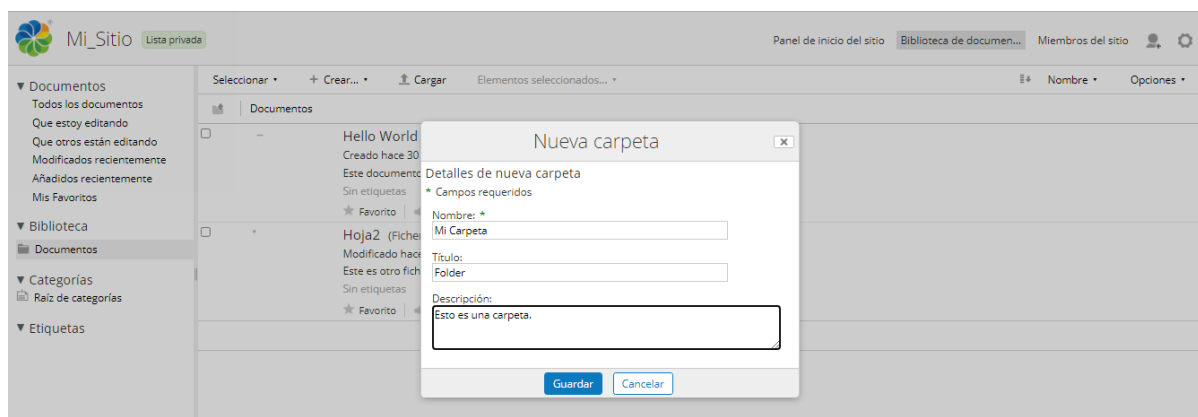 Mi_Sitio Lista privada
Panel de inicio del sitio Biblioteca de documen... Miembros del sitio
Documentos
Todos los documentos
Que estoy editando
Que otros están editando
Modificados recientemente
Añadidos recientemente
Mis Favoritos
Biblioteca
Documentos
Categorías
Raíz de categorías
Etiquetas
Seleccionar + Crear... Cargar Elementos seleccionados... Nombre Opciones
Documentos
Hello World
Creado hace 30
Este documento
Sin etiquetas
Favorito
Hoja2 (Fiche
Modificado hace
Este es otro fich
Sin etiquetas
Favorito
Nueva carpeta
Detalles de nueva carpeta
* Campos requeridos
Nombre: *
Mi Carpeta
Título:
Folder
Descripción:
Esto es una carpeta.
Guardar Cancelar